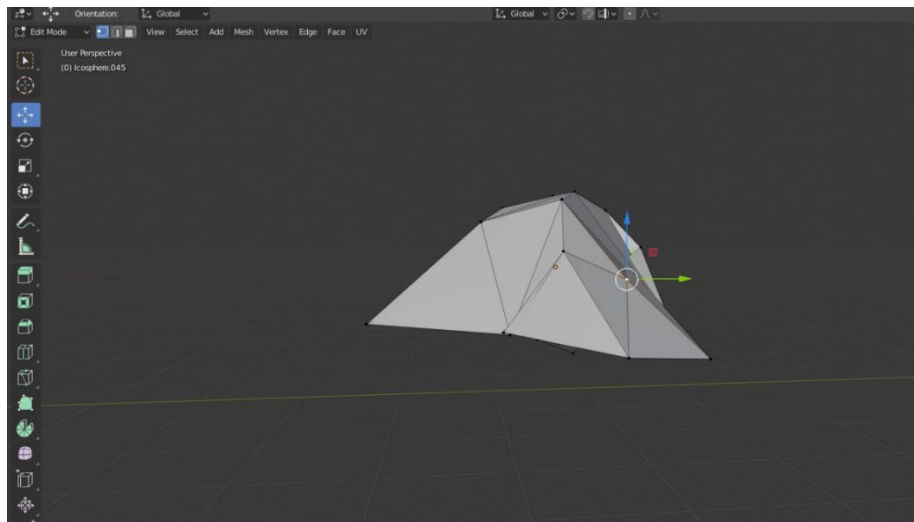 Orientation: Global Global
Edit Mode View Select Add Mesh Vertex Edge Face UV
User Perspective
(0) Icosphere.045